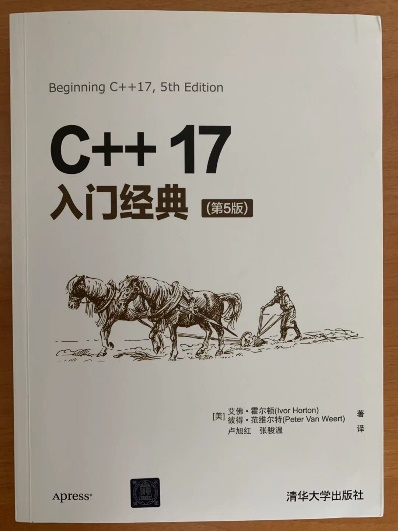 Beginning C++17, 5th Edition
C++ 17
入门经典 (第5版)
[美] 艾佛·霍尔顿(Ivor Horton)
彼得·范维尔特(Peter Van Weert) 著
卢旭红 张骏温 译
Apress®
清华大学出版社